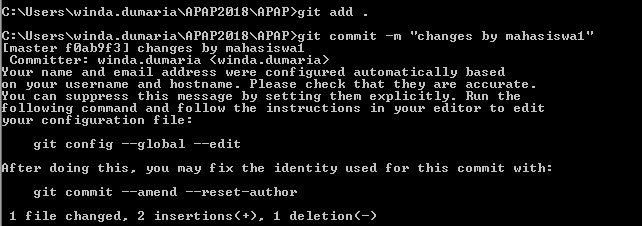 C:\Users\winda.dumaria\APAP2018\APAP>git add .
C:\Users\winda.dumaria\APAP2018\APAP>git commit -m "changes by mahasiswa1"
[master f0ab9f3] changes by mahasiswa1
Committer: winda.dumaria <winda.dumaria>
Your name and email address were configured automatically based
on your username and hostname. Please check that they are accurate.
You can suppress this message by setting them explicitly. Run the
following command and follow the instructions in your editor to edit
your configuration file:
git config --global --edit
After doing this, you may fix the identity used for this commit with:
git commit --amend --reset-author
1 file changed, 2 insertions(+), 1 deletion(-)